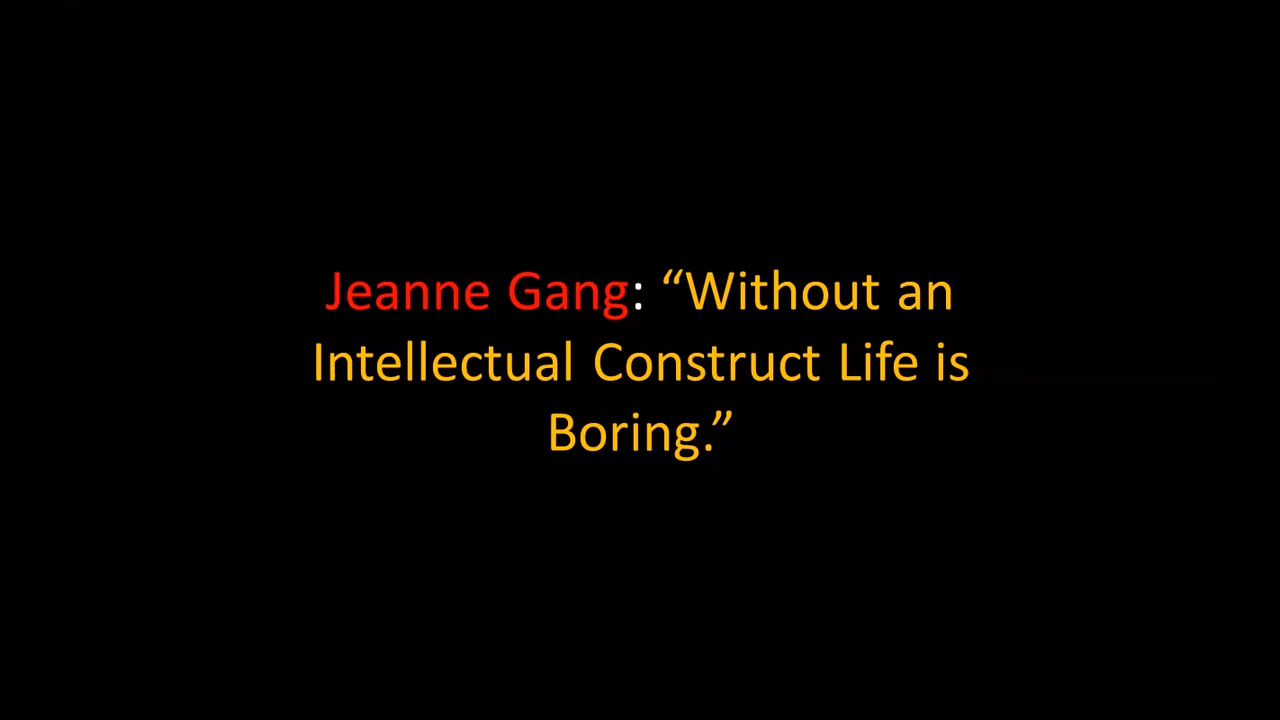 Jeanne Gang: “Without an
Intellectual Construct Life is
Boring.”